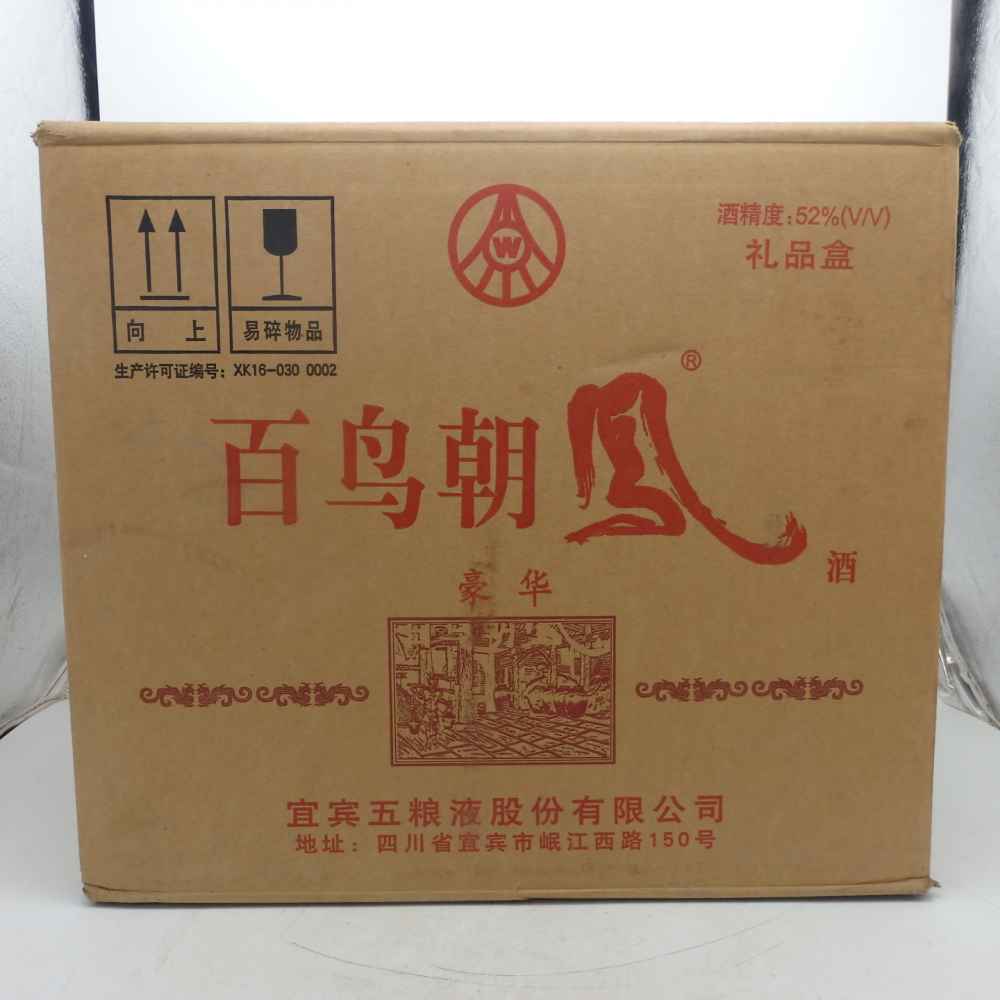 酒精度:52%(V/V)
礼品盒
W
向 上
易碎物品
生产许可证编号: XK16-030 0002
百鸟朝凤®
酒
豪 华
宜宾五粮液股份有限公司
地址: 四川省宜宾市岷江西路150号